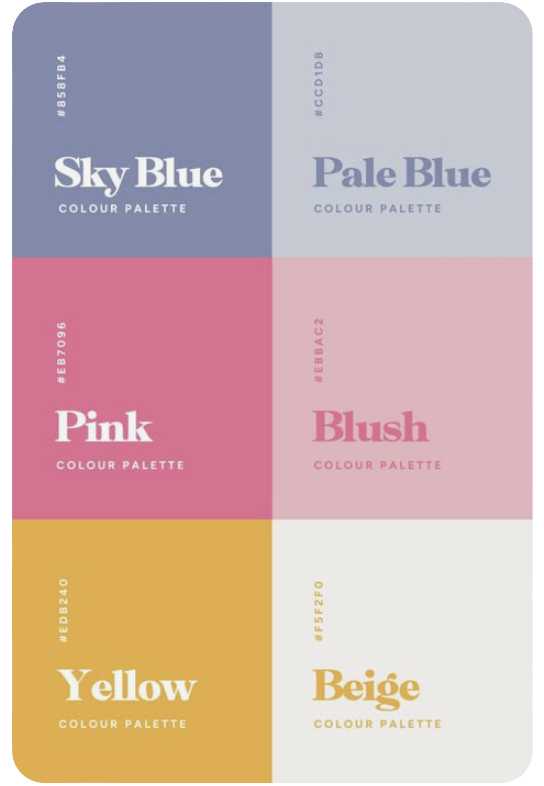 #858FB4
Sky Blue
COLOUR PALETTE
#CCD1DB
Pale Blue
COLOUR PALETTE
#EB7096
Pink
COLOUR PALETTE
#EBBAC2
Blush
COLOUR PALETTE
#EDB240
Yellow
COLOUR PALETTE
#F5F2F0
Beige
COLOUR PALETTE